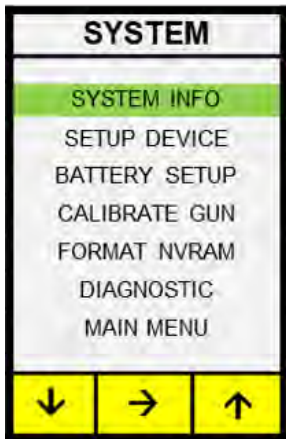 SYSTEM
SYSTEM INFO
SETUP DEVICE
BATTERY SETUP
CALIBRATE GUN
FORMAT NVRAM
DIAGNOSTIC
MAIN MENU
↓ → ↑